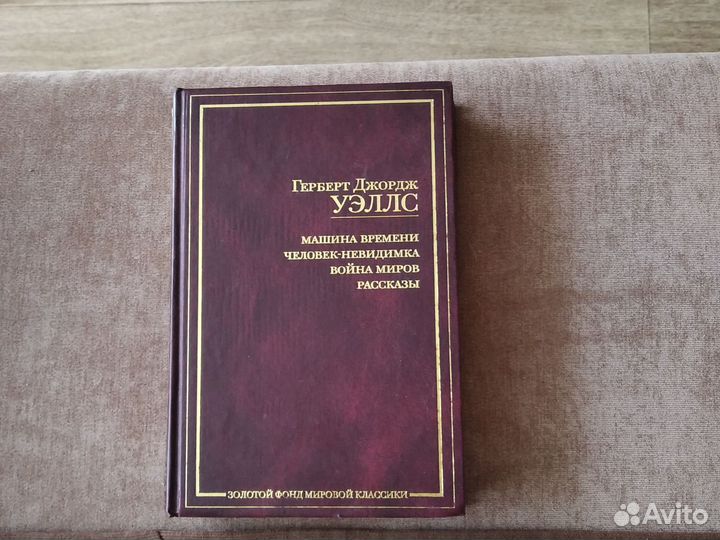 Герберт Джордж
УЭЛЛС
МАШИНА ВРЕМЕНИ
ЧЕЛОВЕК-НЕВИДИМКА
ВОЙНА МИРОВ
РАССКАЗЫ
ЗОЛОТОЙ ФОНД МИРОВОЙ КЛАССИКИ
Avito